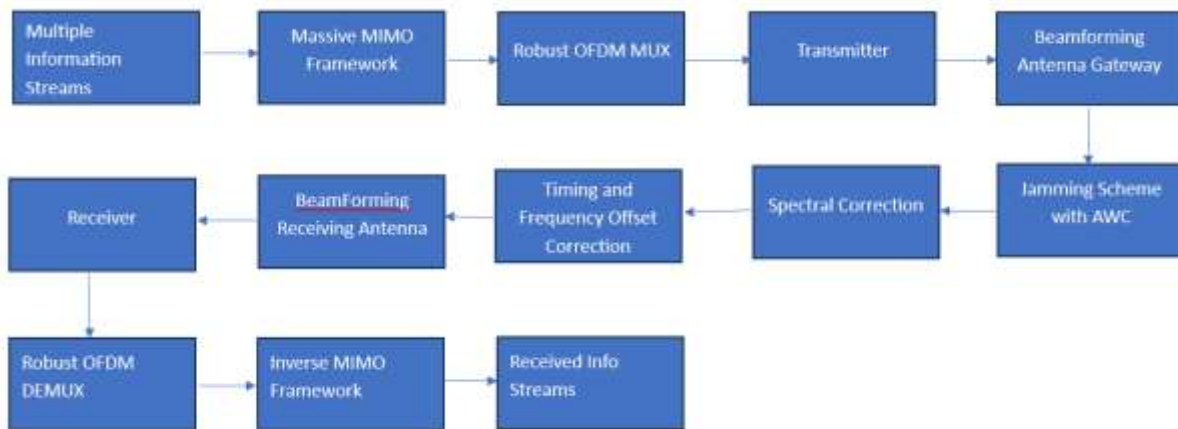 Multiple
Information
Streams
Massive MIMO
Framework
Robust OFDM MUX
Transmitter
Beamforming
Antenna Gateway
Receiver
BeamForming
Receiving Antenna
Timing and
Frequency Offset
Correction
Spectral Correction
Jamming Scheme
with AWC
Robust OFDM
DEMUX
Inverse MIMO
Framework
Received Info
Streams